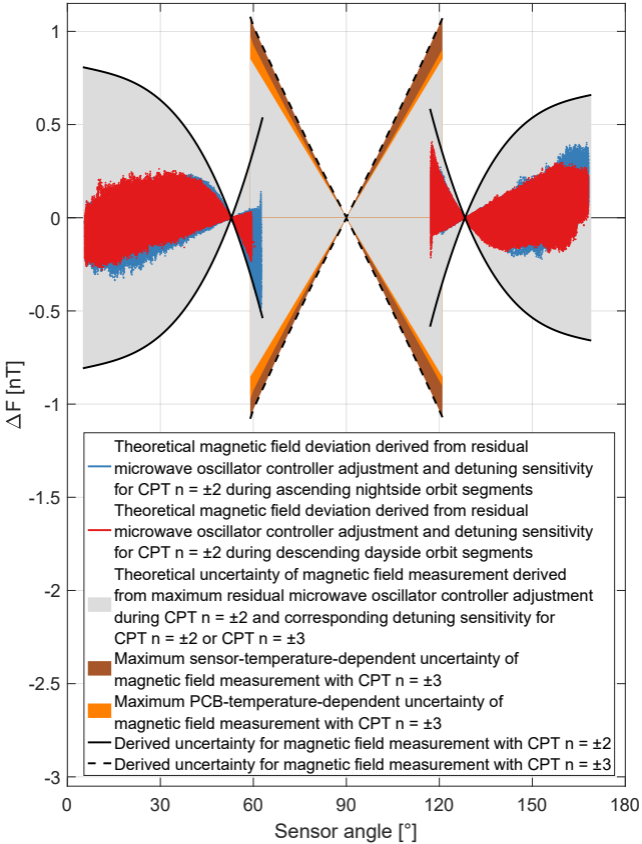 1
0.5
0
-0.5
-1
-1.5
-2
-2.5
-3
ΔF [nT]
Theoretical magnetic field deviation derived from residual
microwave oscillator controller adjustment and detuning sensitivity
for CPT n = ±2 during ascending nightside orbit segments
Theoretical magnetic field deviation derived from residual
microwave oscillator controller adjustment and detuning sensitivity
for CPT n = ±2 during descending dayside orbit segments
Theoretical uncertainty of magnetic field measurement derived
from maximum residual microwave oscillator controller adjustment
during CPT n = ±2 and corresponding detuning sensitivity for
CPT n = ±2 or CPT n = ±3
Maximum sensor-temperature-dependent uncertainty of
magnetic field measurement with CPT n = ±3
Maximum PCB-temperature-dependent uncertainty of
magnetic field measurement with CPT n = ±3
Derived uncertainty for magnetic field measurement with CPT n = ±2
Derived uncertainty for magnetic field measurement with CPT n = ±3
0 30 60 90 120 150 180
Sensor angle [°]